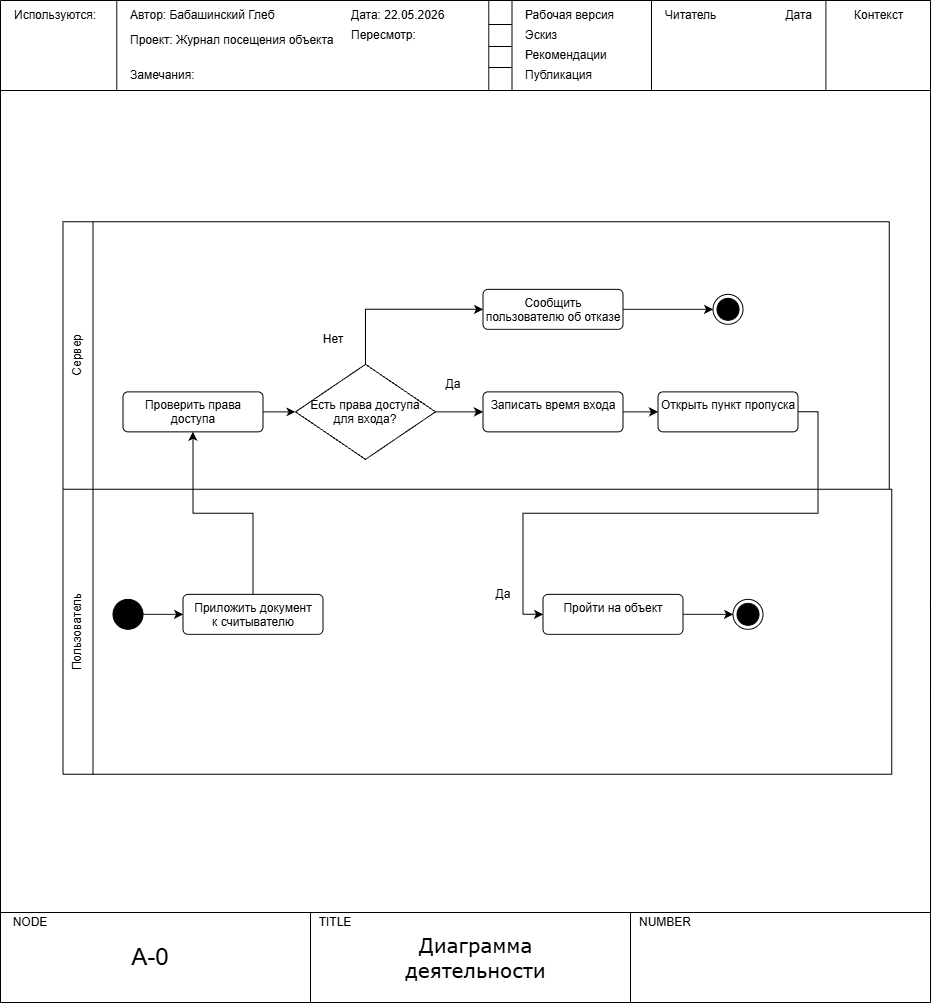 Используются:
Автор: Бабашинский Глеб
Дата: 22.05.2026
Проект: Журнал посещения объекта
Пересмотр:
Замечания:
Рабочая версия
Эскиз
Рекомендации
Публикация
Читатель
Дата
Контекст
Сервер
Сообщить
пользователю об отказе
Нет
Да
Проверить права
доступа
Есть права доступа
для входа?
Записать время входа
Открыть пункт пропуска
Пользователь
Приложить документ
к считывателю
Да
Пройти на объект
NODE
A-0
TITLE
Диаграмма
деятельности
NUMBER